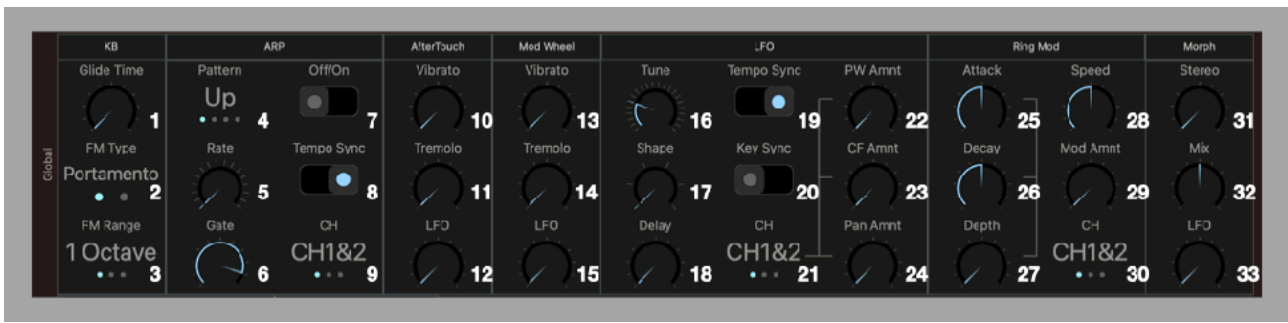 KB ARP AfterTouch Mod Wheel LFO Ring Mod Morph
Glide Time Pattern Off/On Vibrato Vibrato Tune Tempo Sync PW Amnt Attack Speed Stereo
Up
1 4 7 10 13 16 19 22 25 28 31
FM Type Rate Tempo Sync Tremolo Tremolo Shape Key Sync CF Amnt Decay Mod Amnt Mix
Global
Portamento
2 5 8 11 14 17 20 23 26 29 32
FM Range Gate CH LFO LFO Delay CH Pan Amnt Depth CH LFO
1 Octave CH1&2 CH1&2 CH1&2
3 6 9 12 15 18 21 24 27 30 33